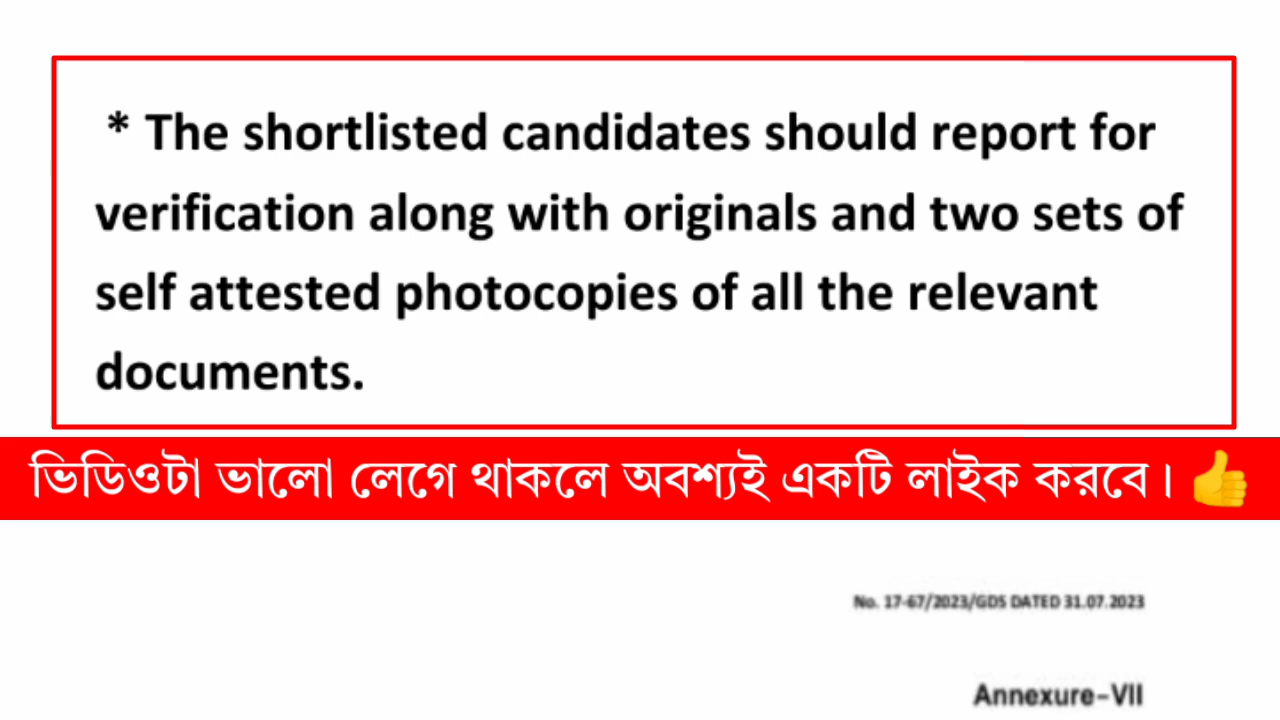 * The shortlisted candidates should report for
verification along with originals and two sets of
self attested photocopies of all the relevant
documents.
ভিডিওটা ভালো লেগে থাকলে অবশ্যই একটি লাইক করবে। 👍
No. 17-67/2023/GDS DATED 31.07.2023
Annexure-VII